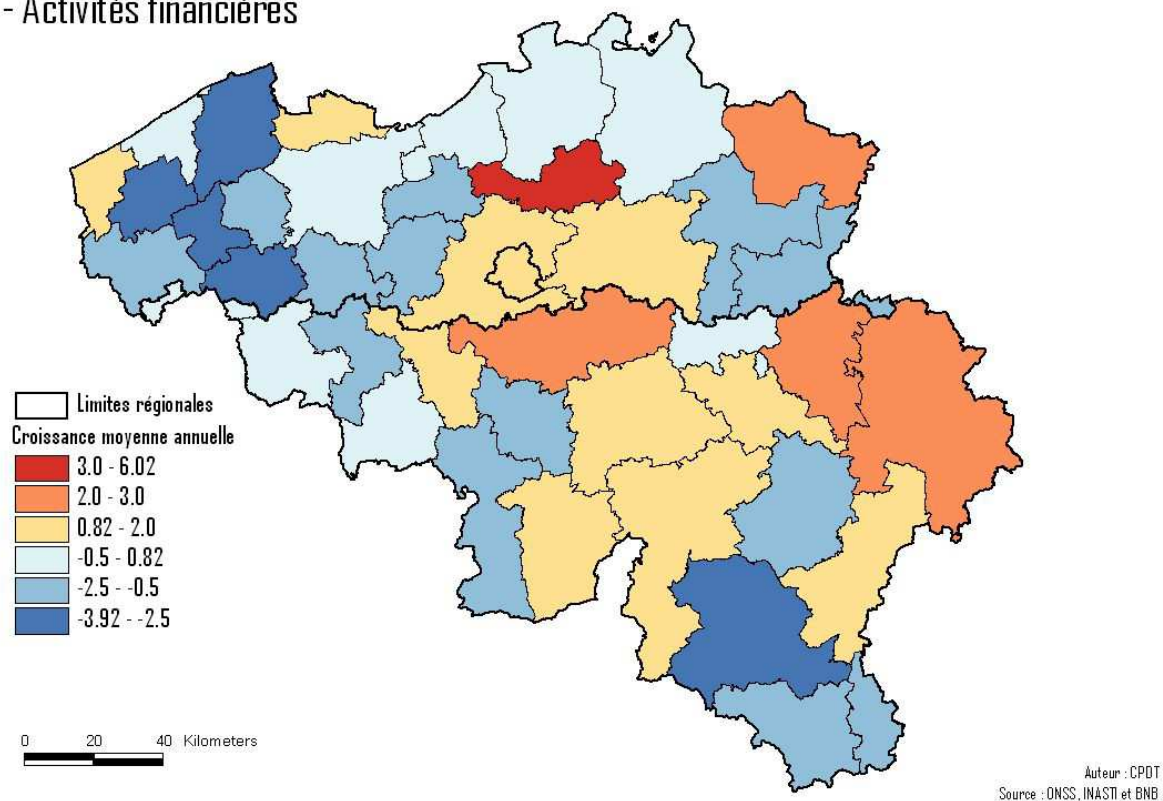 - Activités financières
Limites régionales
Croissance moyenne annuelle
3.0 - 6.02
2.0 - 3.0
0.82 - 2.0
-0.5 - 0.82
-2.5 - -0.5
-3.92 - -2.5
0 20 40 Kilometers
Auteur : CPDT
Source : ONSS, INASTI et BNB